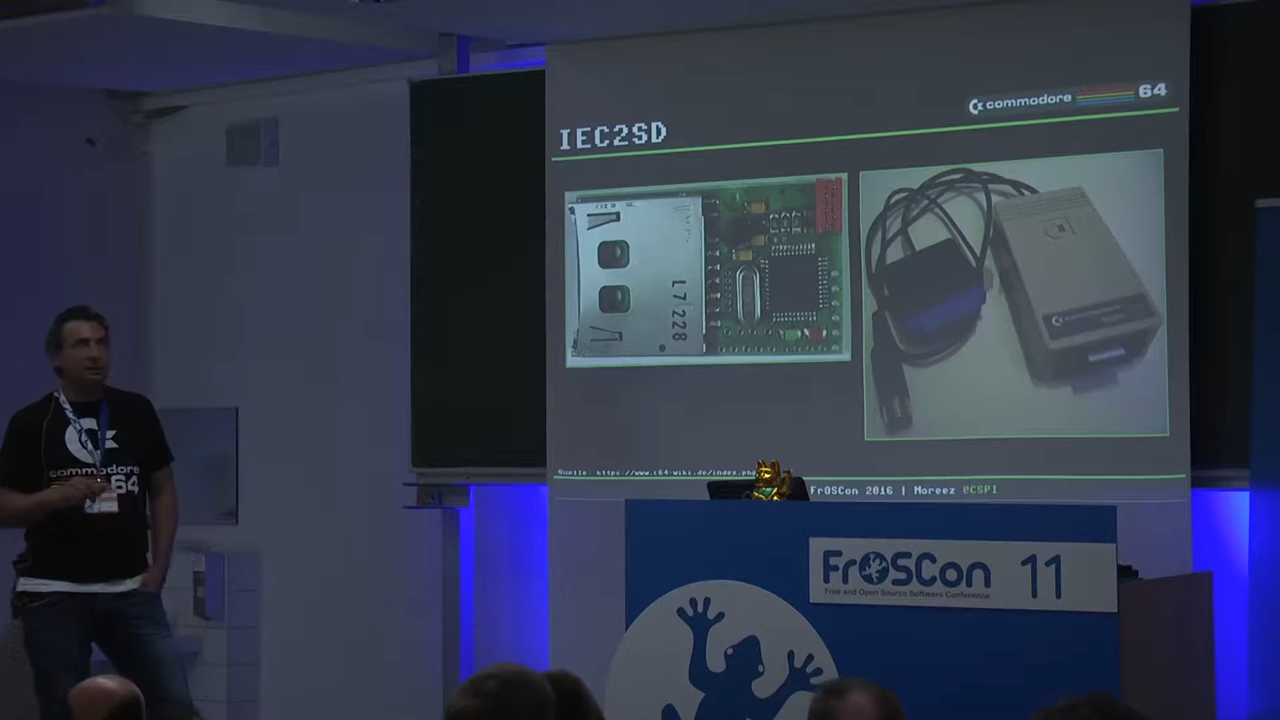 commodore 64
IEC2SD
L7228
Quelle: https://www.c64-wiki.de/index.php
FrOSCon 2016 | Moreez @CSPI
commodore
64
FrOSCon 11
Free and Open Source Software Conference